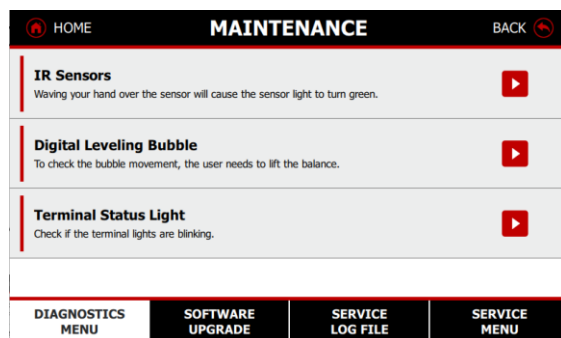 HOME MAINTENANCE BACK
IR Sensors
Waving your hand over the sensor will cause the sensor light to turn green.
Digital Leveling Bubble
To check the bubble movement, the user needs to lift the balance.
Terminal Status Light
Check if the terminal lights are blinking.
DIAGNOSTICS MENU
SOFTWARE UPGRADE
SERVICE LOG FILE
SERVICE MENU